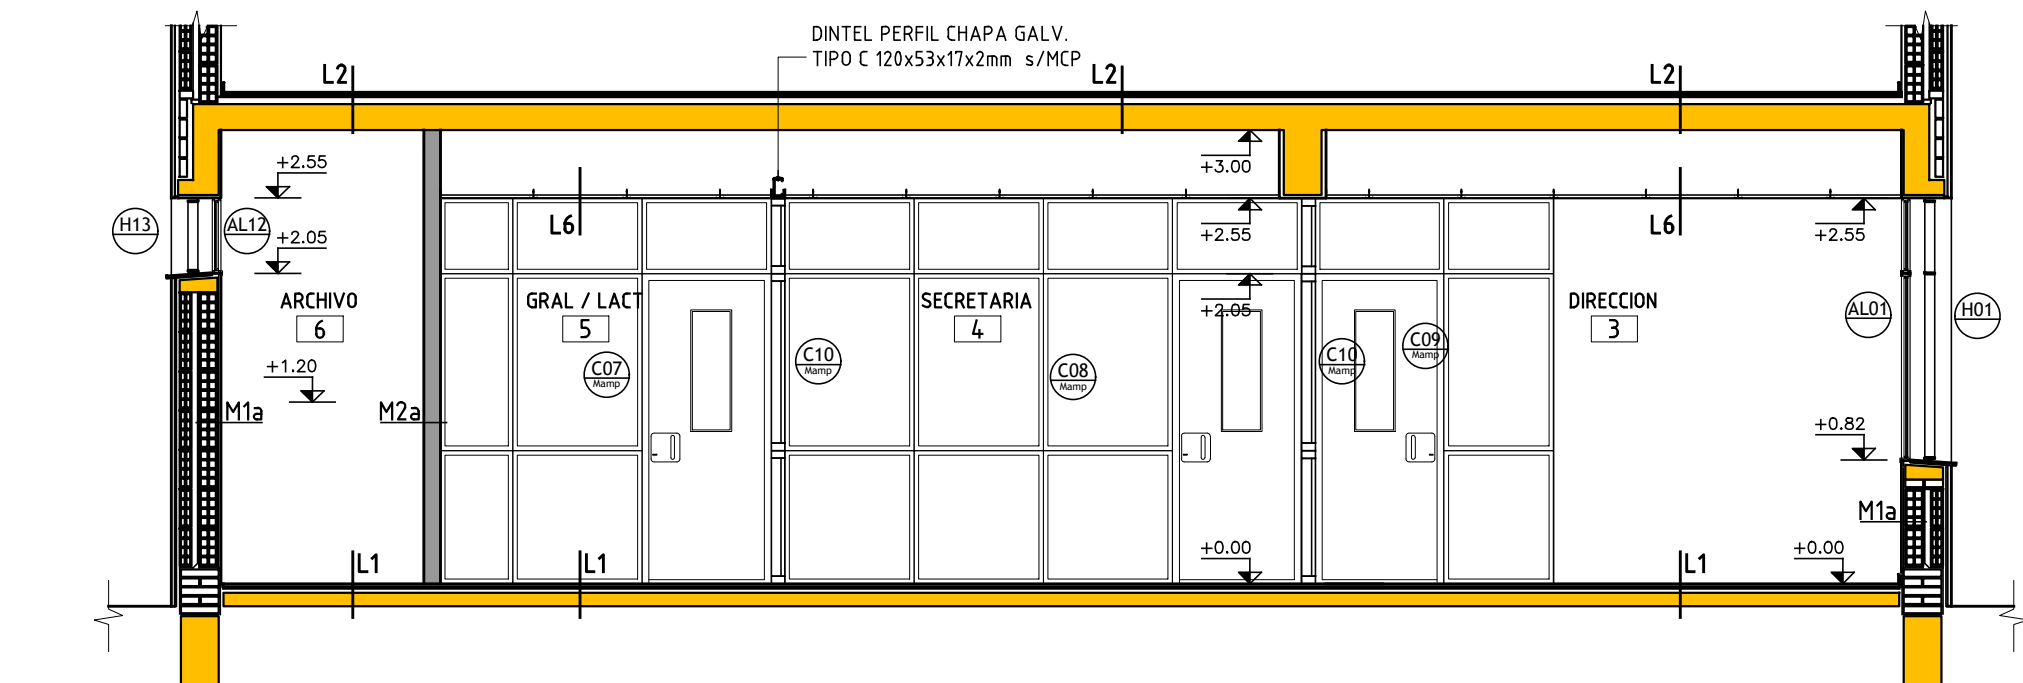 DINTEL PERFIL CHAPA GALV.
TIPO C 120x53x17x2mm s/MCP
L2
L2
L2
+2.55
+3.00
H13
AL12
+2.05
L6
+2.55
L6
+2.55
ARCHIVO
6
GRAL / LACT
5
SECRETARIA
4
+2.05
DIRECCION
3
AL01
H01
+1.20
C07
Mamp
C10
Mamp
C08
Mamp
C10
Mamp
C09
Mamp
M1a
M2a
+0.82
M1a
L1
L1
+0.00
L1
+0.00